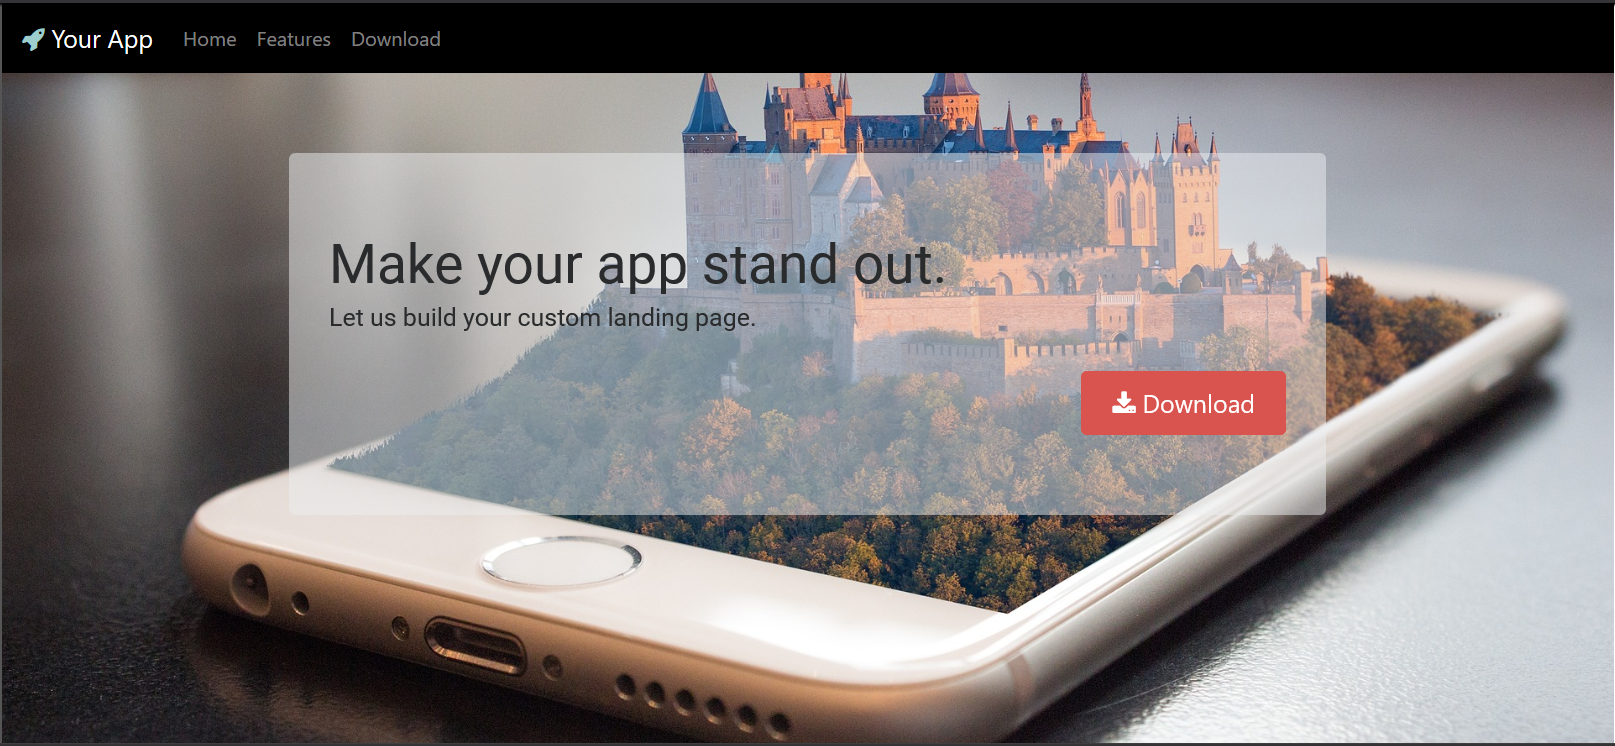 Your App Home Features Download
Make your app stand out.
Let us build your custom landing page.
Download